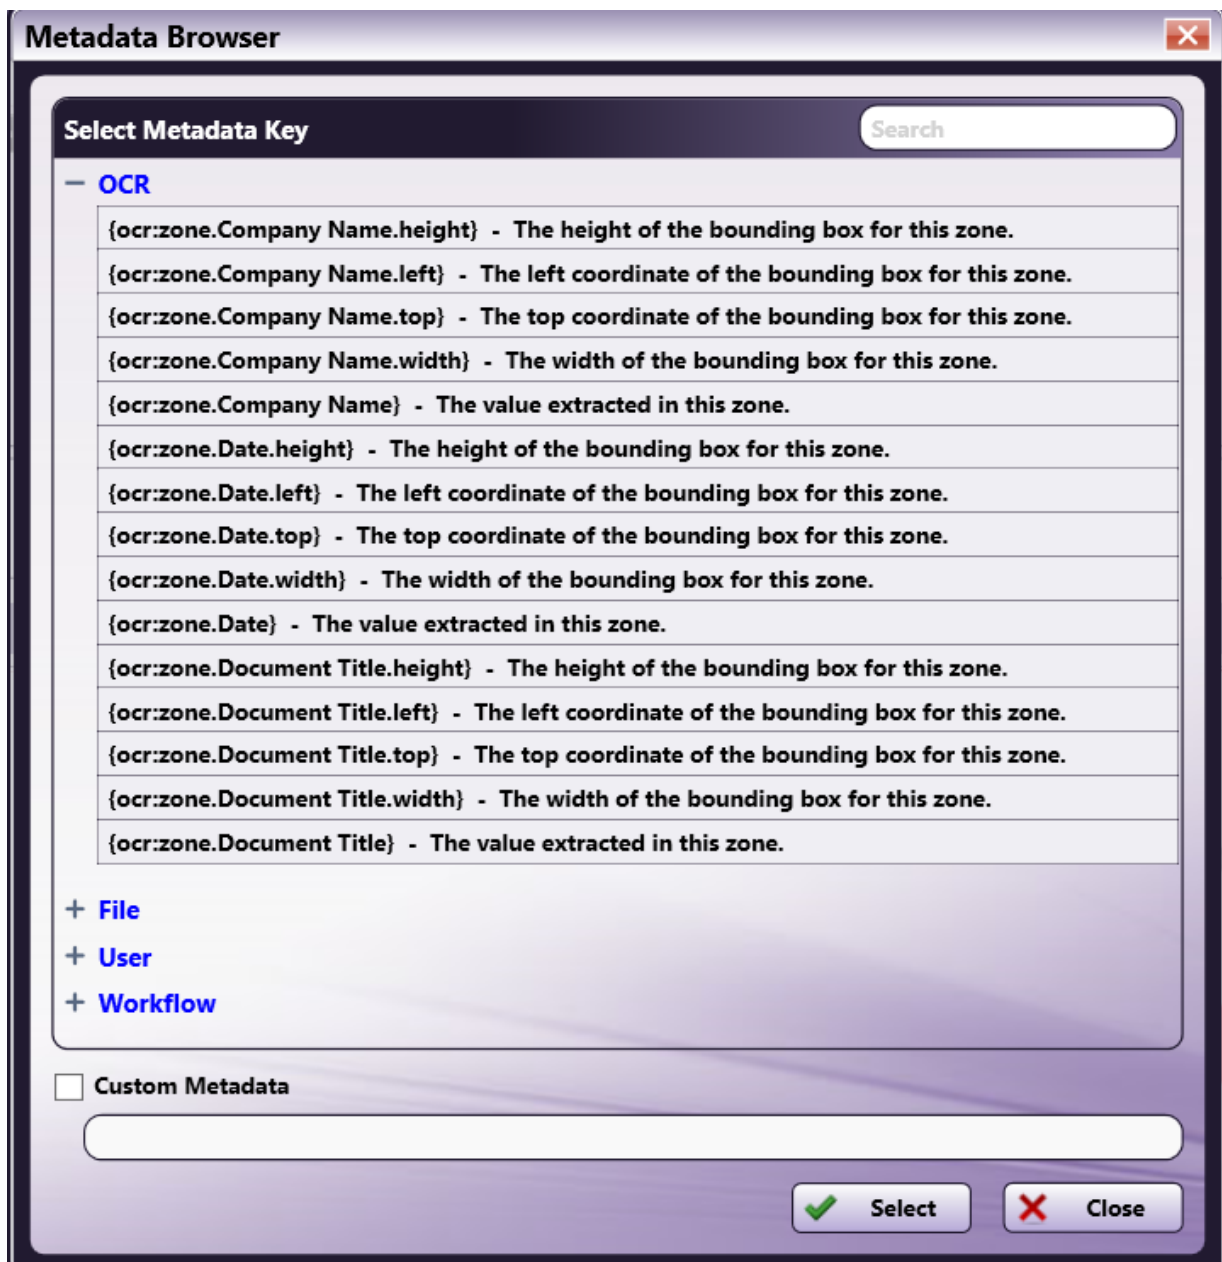 Metadata Browser
Select Metadata Key
Search
OCR
{ocr:zone.Company Name.height} - The height of the bounding box for this zone.
{ocr:zone.Company Name.left} - The left coordinate of the bounding box for this zone.
{ocr:zone.Company Name.top} - The top coordinate of the bounding box for this zone.
{ocr:zone.Company Name.width} - The width of the bounding box for this zone.
{ocr:zone.Company Name} - The value extracted in this zone.
{ocr:zone.Date.height} - The height of the bounding box for this zone.
{ocr:zone.Date.left} - The left coordinate of the bounding box for this zone.
{ocr:zone.Date.top} - The top coordinate of the bounding box for this zone.
{ocr:zone.Date.width} - The width of the bounding box for this zone.
{ocr:zone.Date} - The value extracted in this zone.
{ocr:zone.Document Title.height} - The height of the bounding box for this zone.
{ocr:zone.Document Title.left} - The left coordinate of the bounding box for this zone.
{ocr:zone.Document Title.top} - The top coordinate of the bounding box for this zone.
{ocr:zone.Document Title.width} - The width of the bounding box for this zone.
{ocr:zone.Document Title} - The value extracted in this zone.
File
User
Workflow
Custom Metadata
Select
Close